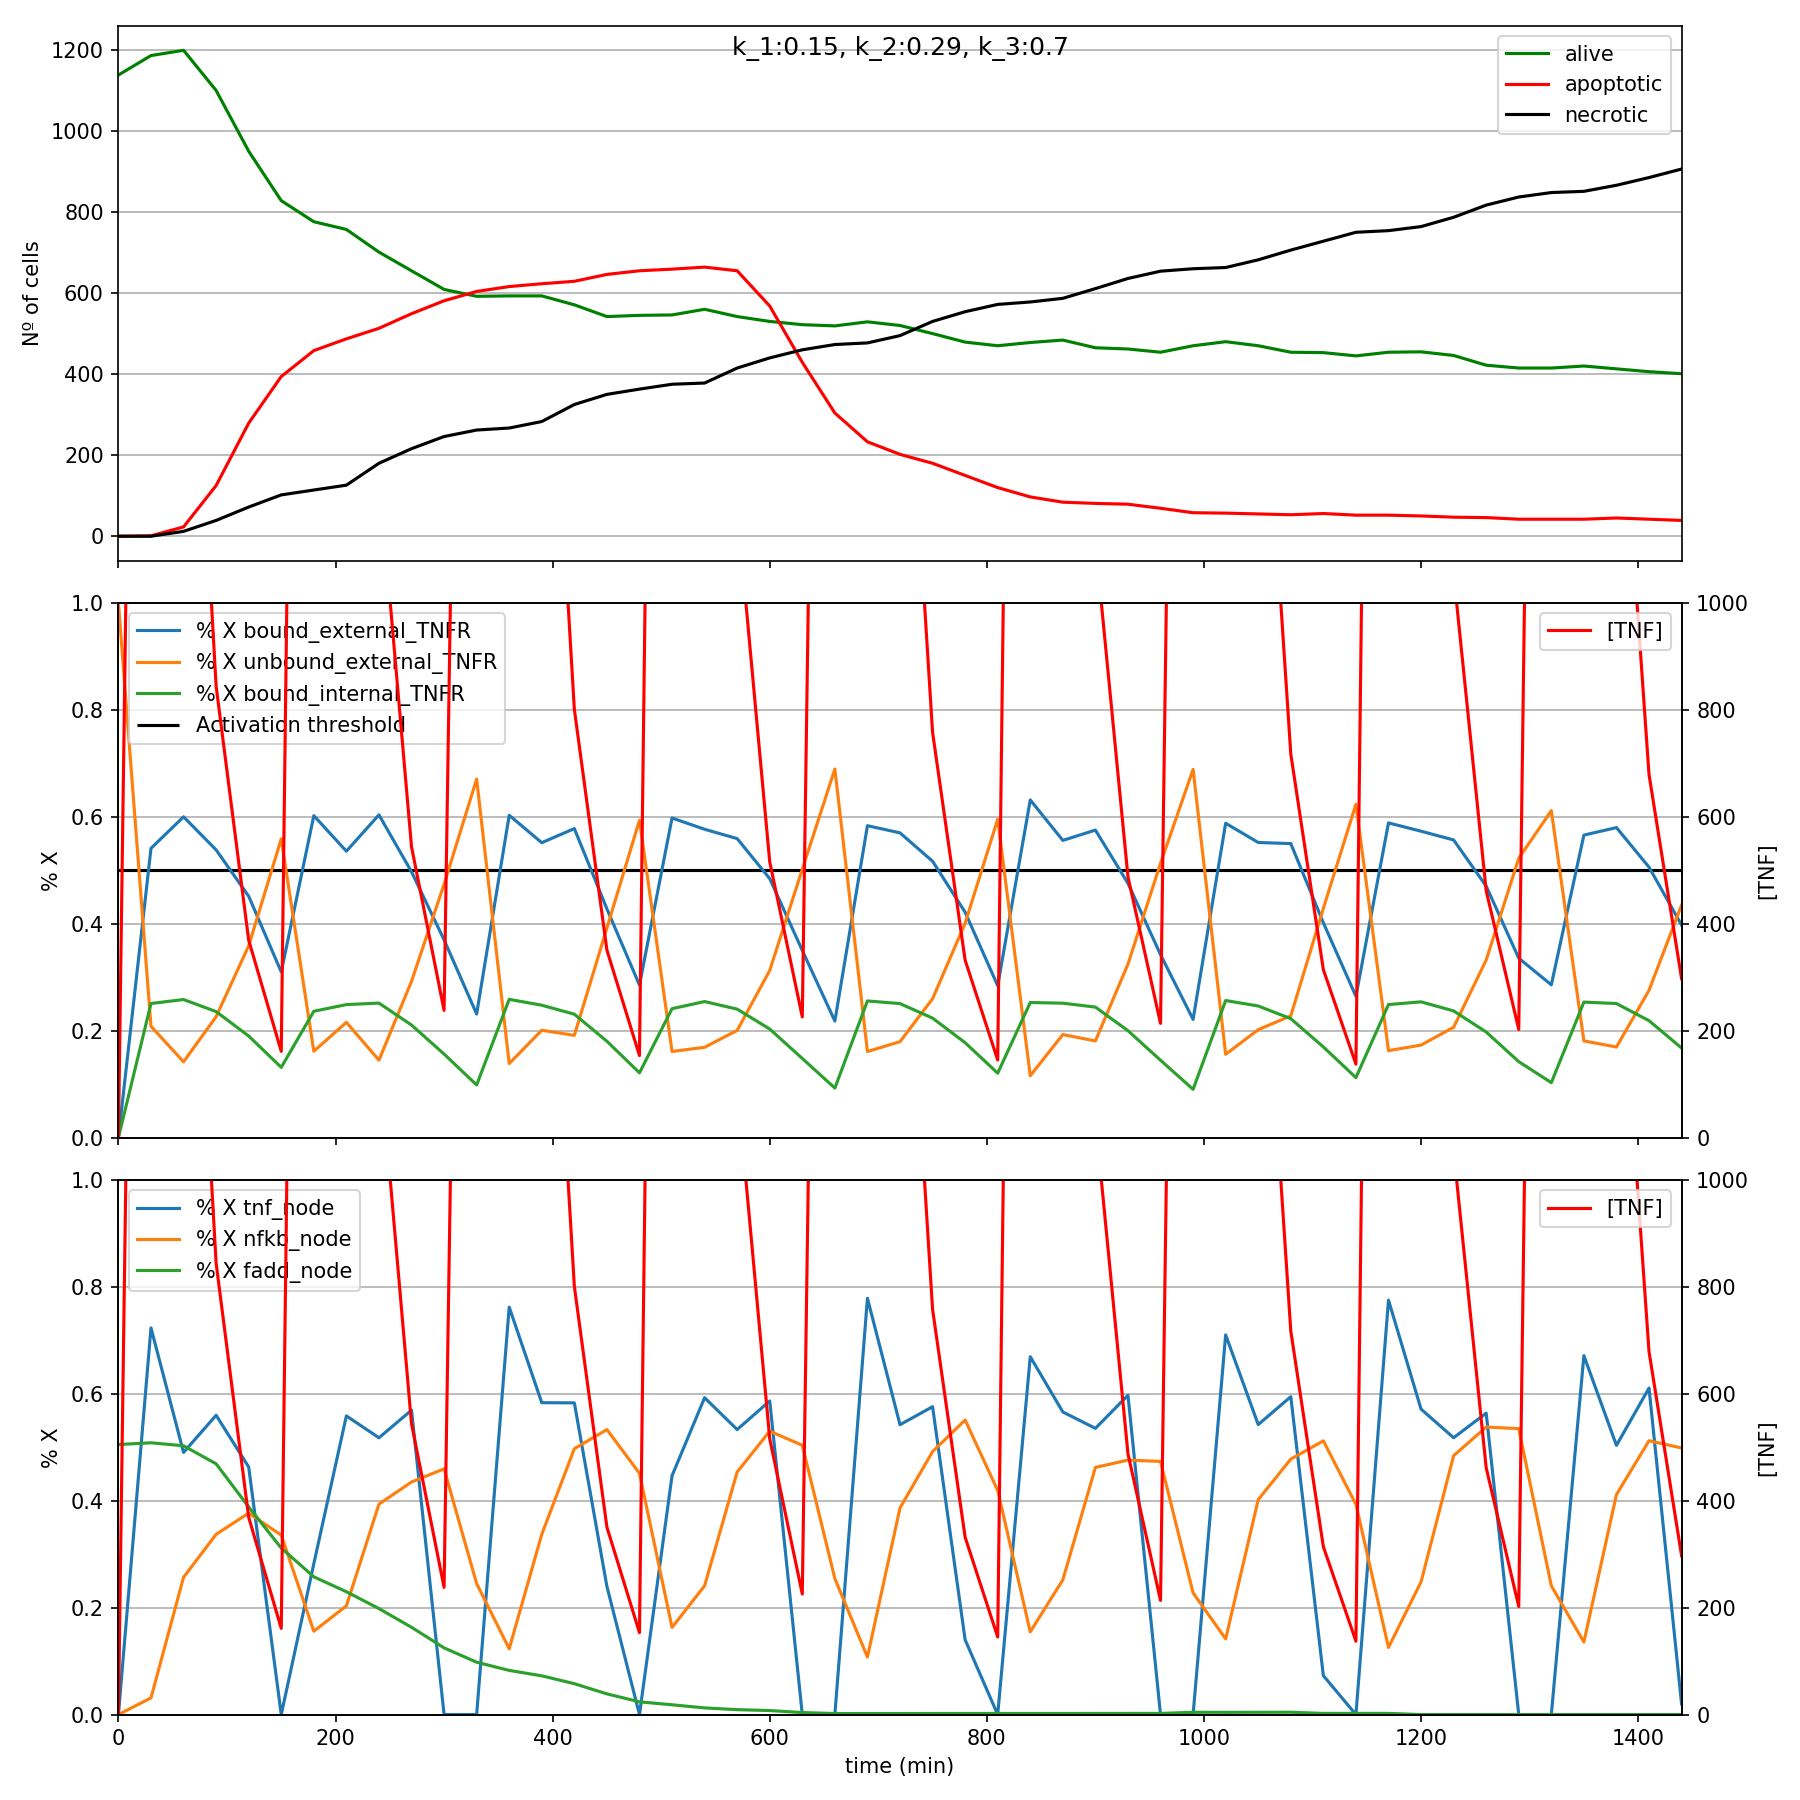 k_1:0.15, k_2:0.29, k_3:0.7
alive
apoptotic
necrotic
1200
1000
800
600
400
200
0
Nº of cells
% X bound_external_TNFR
% X unbound_external_TNFR
% X bound_internal_TNFR
Activation threshold
[TNF]
1.0
0.8
0.6
0.4
0.2
0.0
% X
1000
800
600
400
200
0
[TNF]
% X tnf_node
% X nfkb_node
% X fadd_node
[TNF]
1.0
0.8
0.6
0.4
0.2
0.0
% X
1000
800
600
400
200
0
[TNF]
0 200 400 600 800 1000 1200 1400
time (min)